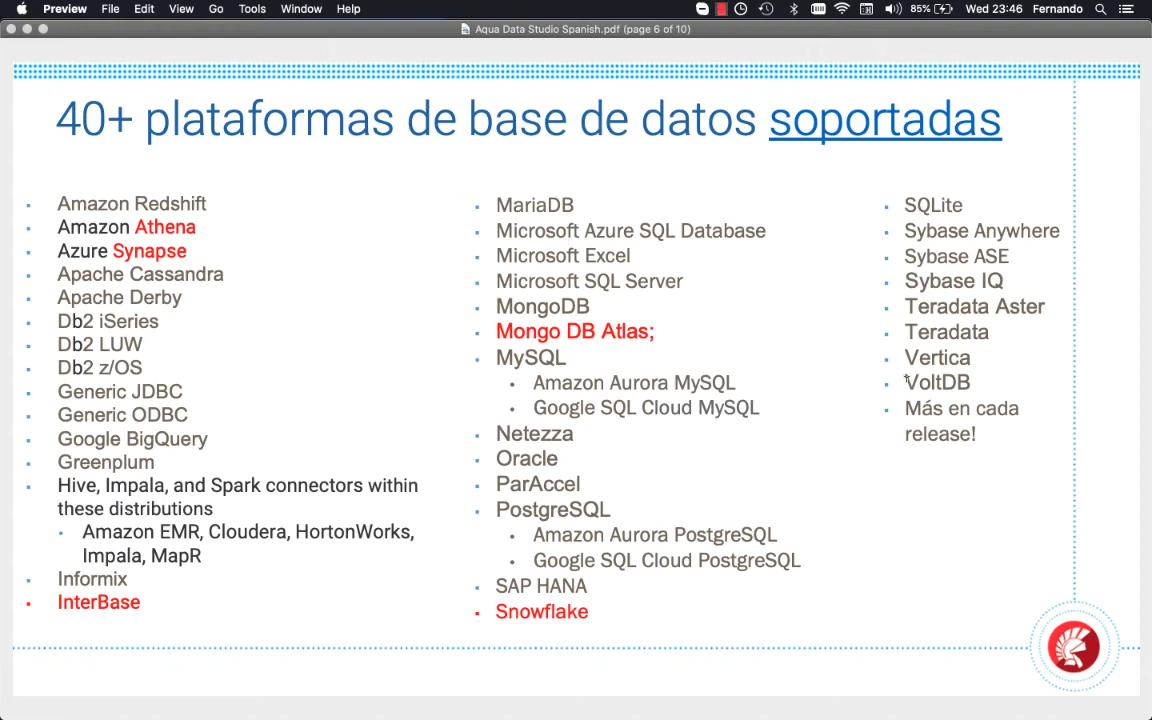 Preview File Edit View Go Tools Window Help 85% Wed 23:46 Fernando
Aqua Data Studio Spanish.pdf (page 6 of 10)
40+ plataformas de base de datos soportadas
Amazon Redshift
Amazon Athena
Azure Synapse
Apache Cassandra
Apache Derby
Db2 iSeries
Db2 LUW
Db2 z/OS
Generic JDBC
Generic ODBC
Google BigQuery
Greenplum
Hive, Impala, and Spark connectors within
these distributions
Amazon EMR, Cloudera, HortonWorks,
Impala, MapR
Informix
InterBase
MariaDB
Microsoft Azure SQL Database
Microsoft Excel
Microsoft SQL Server
MongoDB
Mongo DB Atlas;
MySQL
Amazon Aurora MySQL
Google SQL Cloud MySQL
Netezza
Oracle
ParAccel
PostgreSQL
Amazon Aurora PostgreSQL
Google SQL Cloud PostgreSQL
SAP HANA
Snowflake
SQLite
Sybase Anywhere
Sybase ASE
Sybase IQ
Teradata Aster
Teradata
Vertica
VoltDB
Más en cada
release!